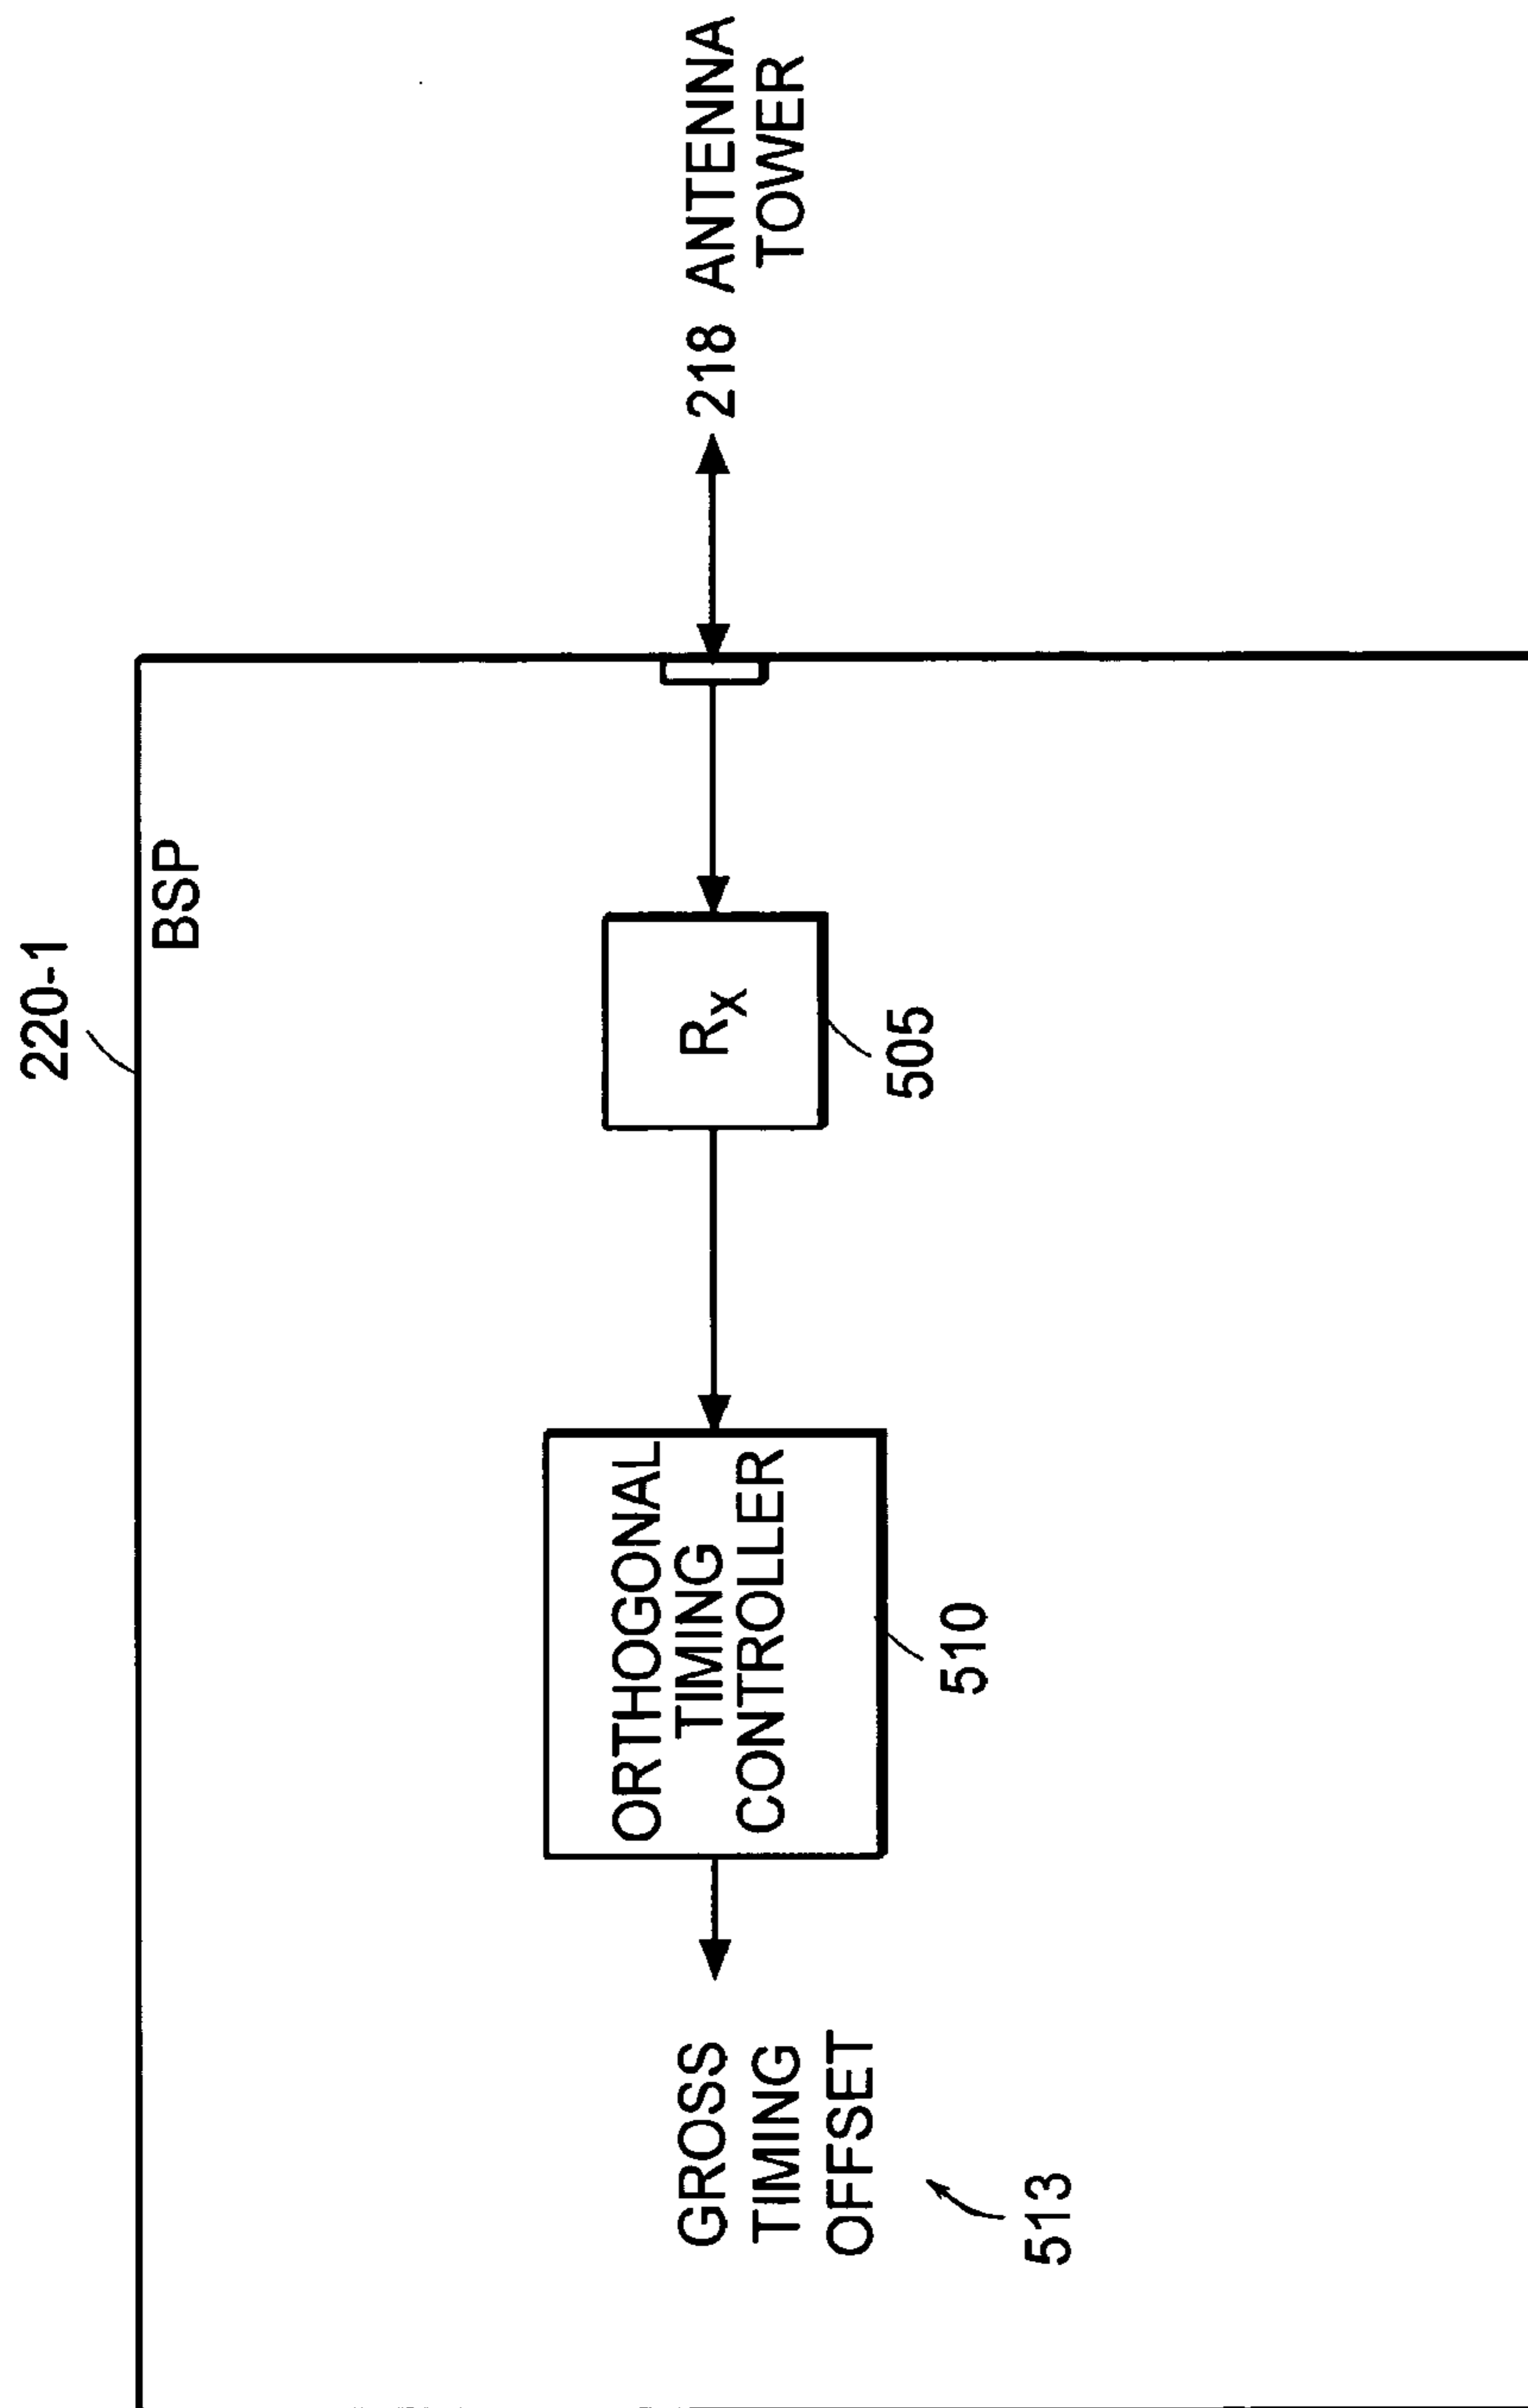 220-1
BSP
GROSS
TIMING
OFFSET
513
ORTHOGONAL
TIMING
CONTROLLER
510
Rx
505
218 ANTENNA
TOWER